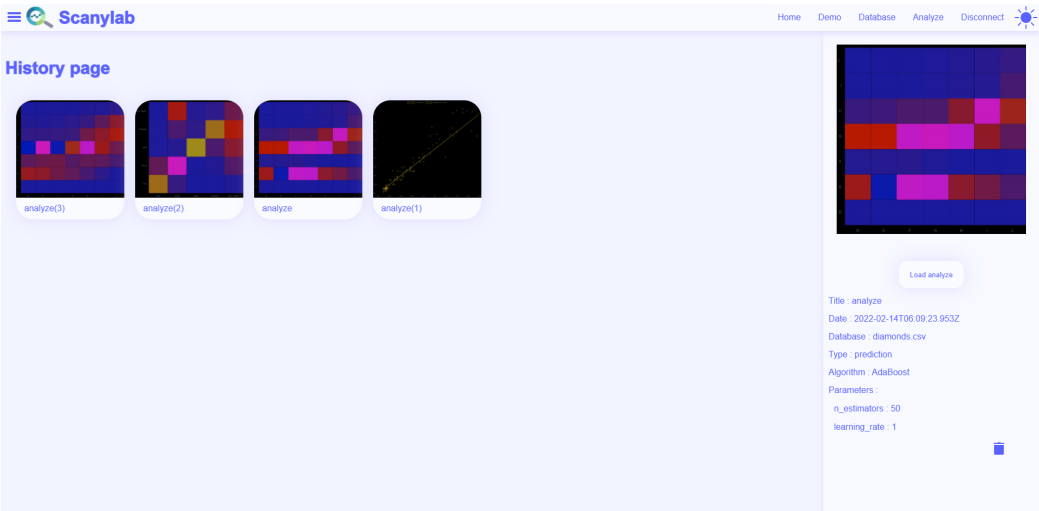 Scanylab
Home Demo Database Analyze Disconnect
History page
analyze(3) analyze(2) analyze analyze(1)
Load analyze
Title : analyze
Date : 2022-02-14T06:09:23.953Z
Database : diamonds.csv
Type : prediction
Algorithm : AdaBoost
Parameters :
n_estimators : 50
learning_rate : 1